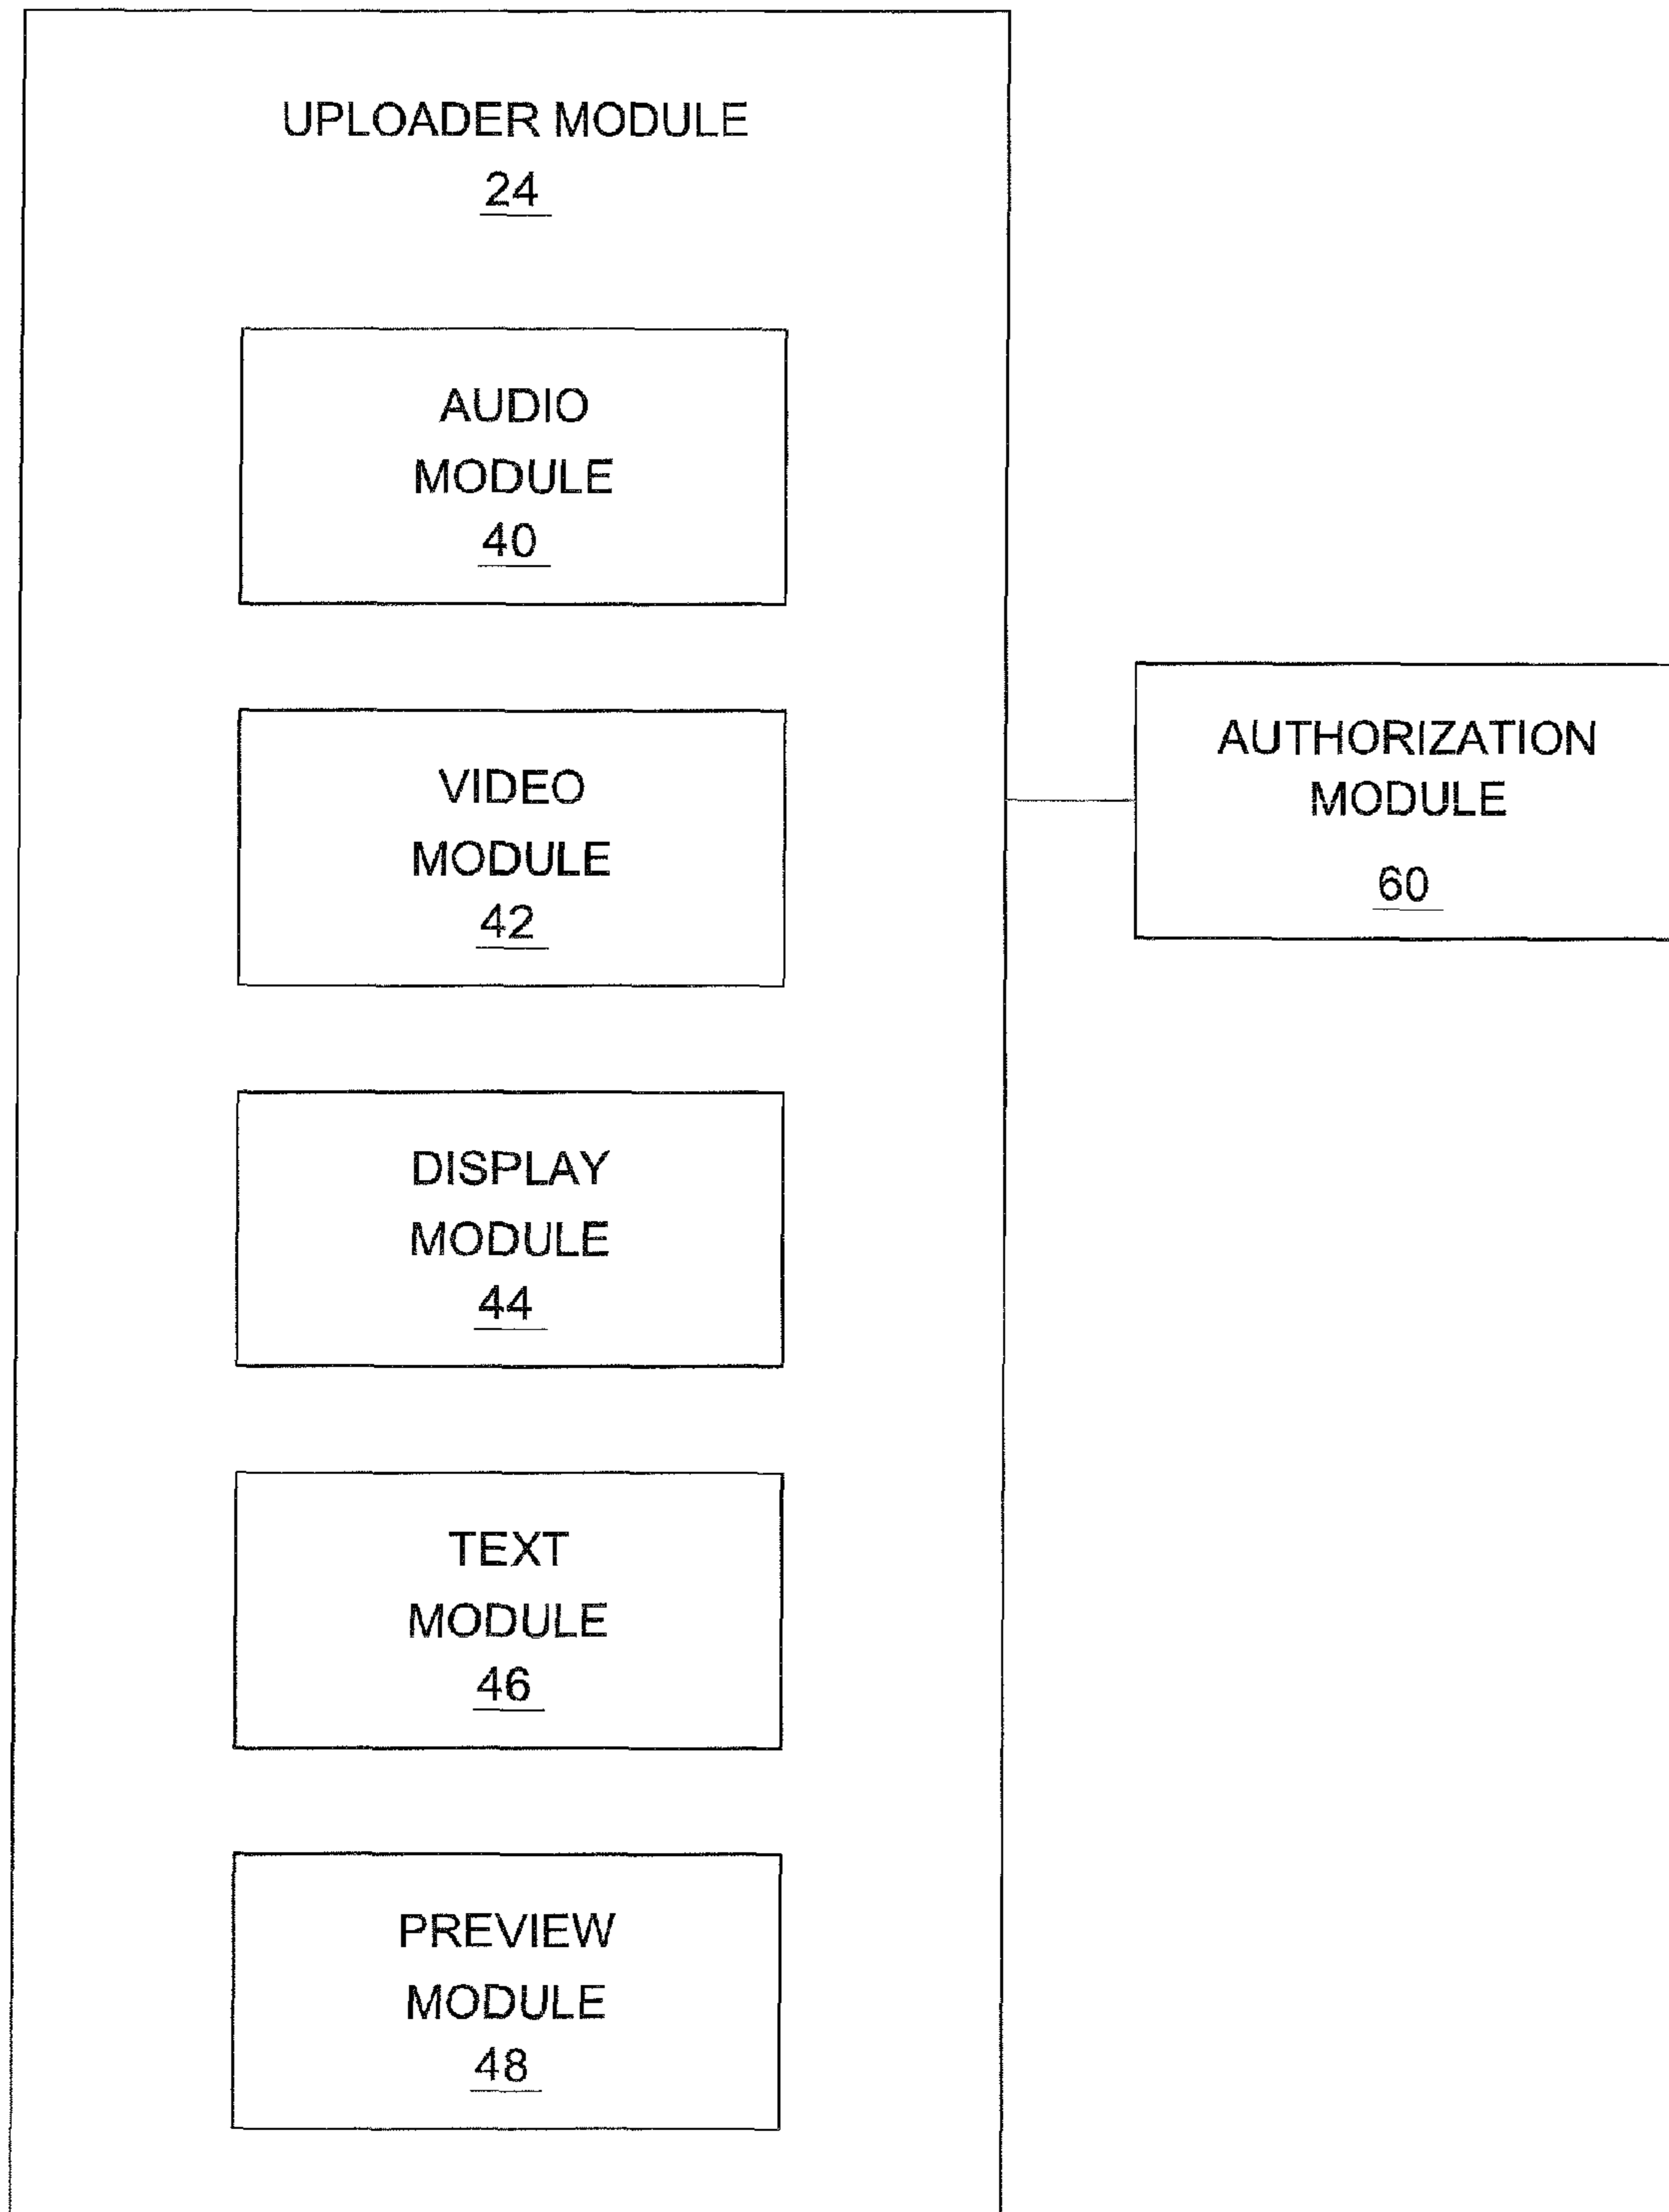 UPLOADER MODULE
24
AUDIO
MODULE
40
VIDEO
MODULE
42
DISPLAY
MODULE
44
TEXT
MODULE
46
PREVIEW
MODULE
48
AUTHORIZATION
MODULE
60